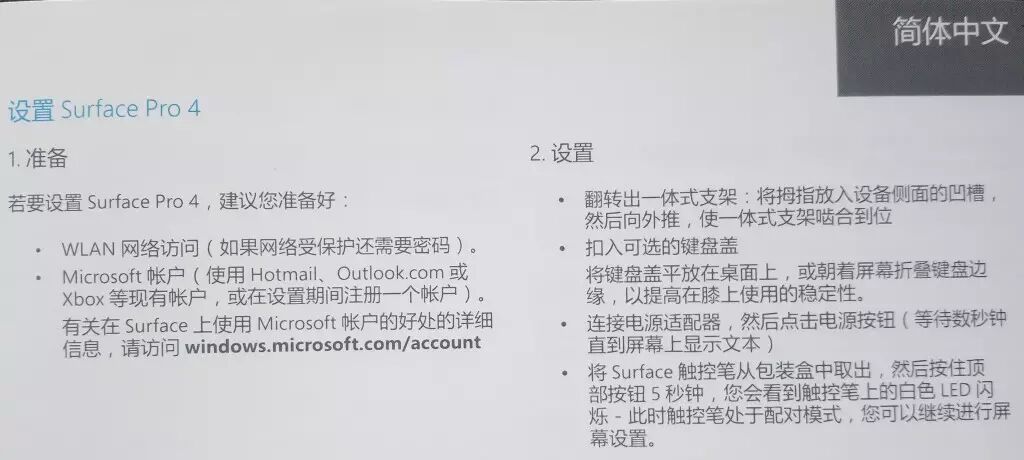 简体中文
设置 Surface Pro 4
1. 准备
若要设置 Surface Pro 4，建议您准备好：
• WLAN 网络访问（如果网络受保护还需要密码）。
• Microsoft 帐户（使用 Hotmail、Outlook.com 或
Xbox 等现有帐户，或在设置期间注册一个帐户）。
有关在 Surface 上使用 Microsoft 帐户的好处的详细
信息，请访问 windows.microsoft.com/account
2. 设置
• 翻转出一体式支架：将拇指放入设备侧面的凹槽，
然后向外推，使一体式支架啮合到位
• 扣入可选的键盘盖
将键盘盖平放在桌面上，或朝着屏幕折叠键盘边
缘，以提高在膝上使用的稳定性。
• 连接电源适配器，然后点击电源按钮（等待数秒钟
直到屏幕上显示文本）
• 将 Surface 触控笔从包装盒中取出，然后按住顶
部按钮 5 秒钟，您会看到触控笔上的白色 LED 闪
烁 - 此时触控笔处于配对模式，您可以继续进行屏
幕设置。